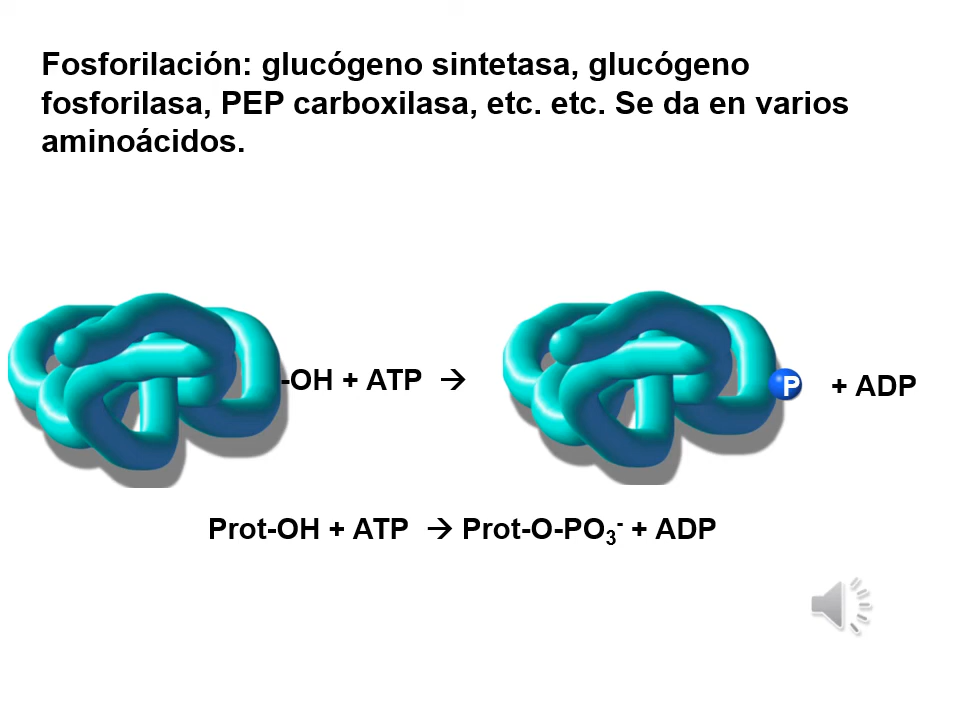 Fosforilación: glucógeno sintetasa, glucógeno
fosforilasa, PEP carboxilasa, etc. etc. Se da en varios
aminoácidos.
-OH + ATP →
P
+ ADP
Prot-OH + ATP → Prot-O-PO₃⁻ + ADP